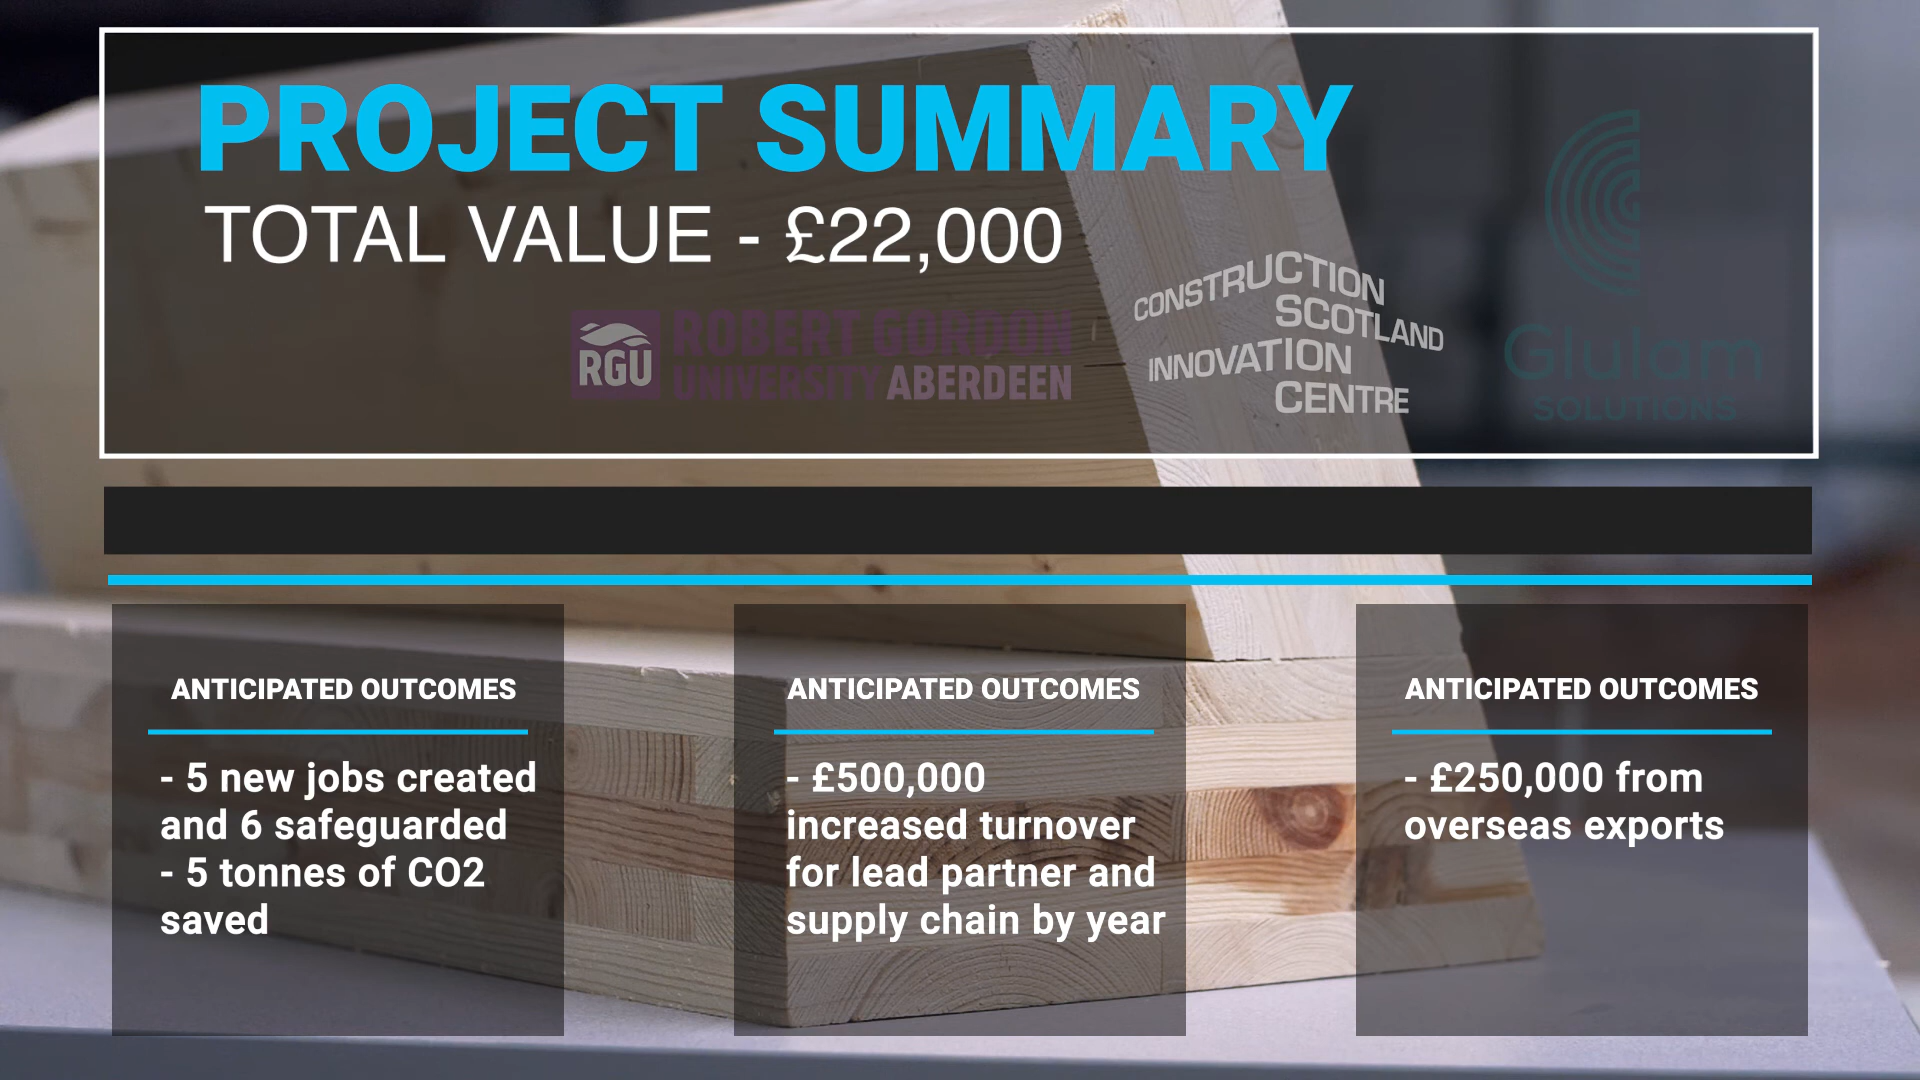 PROJECT SUMMARY
TOTAL VALUE - £22,000
RGU
ROBERT GORDON
UNIVERSITY ABERDEEN
CONSTRUCTION
SCOTLAND
INNOVATION
CENTRE
Glulam
SOLUTIONS
ANTICIPATED OUTCOMES
- 5 new jobs created
and 6 safeguarded
- 5 tonnes of CO2
saved
ANTICIPATED OUTCOMES
- £500,000
increased turnover
for lead partner and
supply chain by year
ANTICIPATED OUTCOMES
- £250,000 from
overseas exports